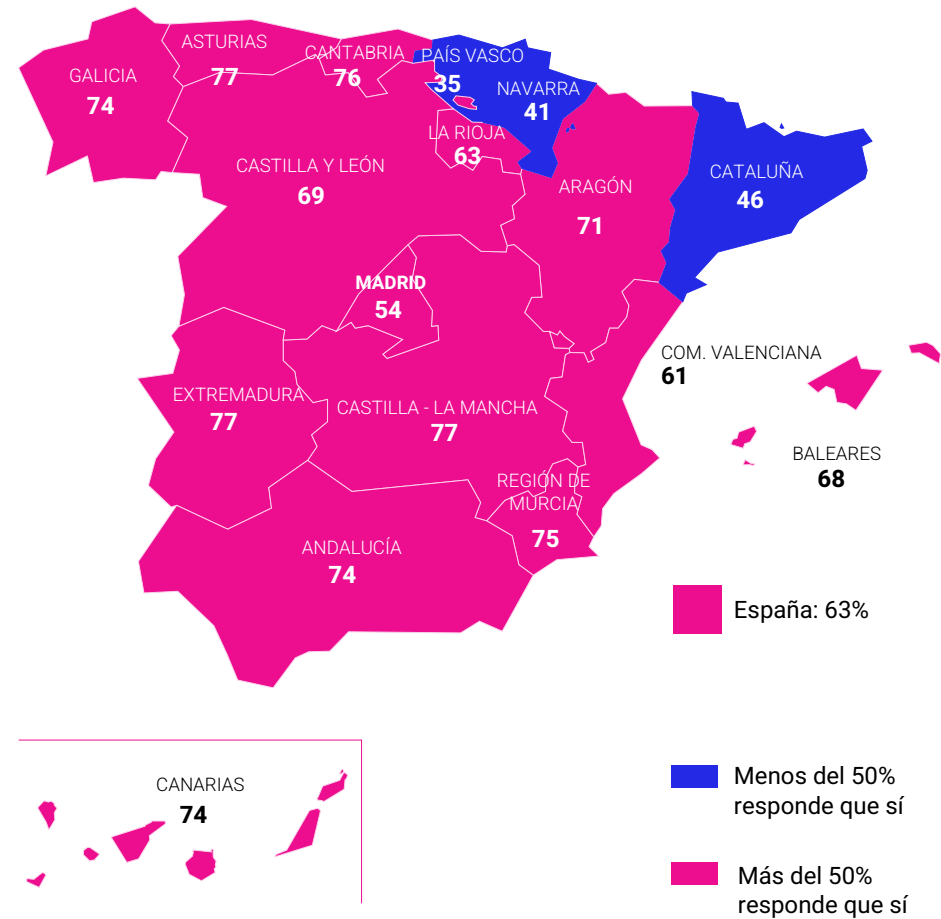 ASTURIAS
77
CANTABRIA
76
PAÍS VASCO
35
GALICIA
74
NAVARRA
41
LA RIOJA
63
CASTILLA Y LEÓN
69
ARAGÓN
71
CATALUÑA
46
MADRID
54
COM. VALENCIANA
61
EXTREMADURA
77
CASTILLA - LA MANCHA
77
BALEARES
68
REGIÓN DE
MURCIA
75
ANDALUCÍA
74
España: 63%
CANARIAS
74
Menos del 50%
responde que sí
Más del 50%
responde que sí